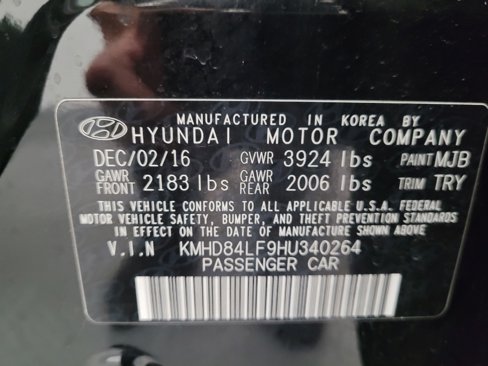 MANUFACTURED IN KOREA BY
HYUNDAI MOTOR COMPANY
DEC/02/16 GVWR 3924 lbs PAINT MJB
GAWR FRONT 2183 lbs GAWR REAR 2006 lbs TRIM TRY
THIS VEHICLE CONFORMS TO ALL APPLICABLE U.S.A. FEDERAL
MOTOR VEHICLE SAFETY, BUMPER, AND THEFT PREVENTION STANDARDS
IN EFFECT ON THE DATE OF MANUFACTURE SHOWN ABOVE.
V.I.N KMHD84LF9HU340264
PASSENGER CAR